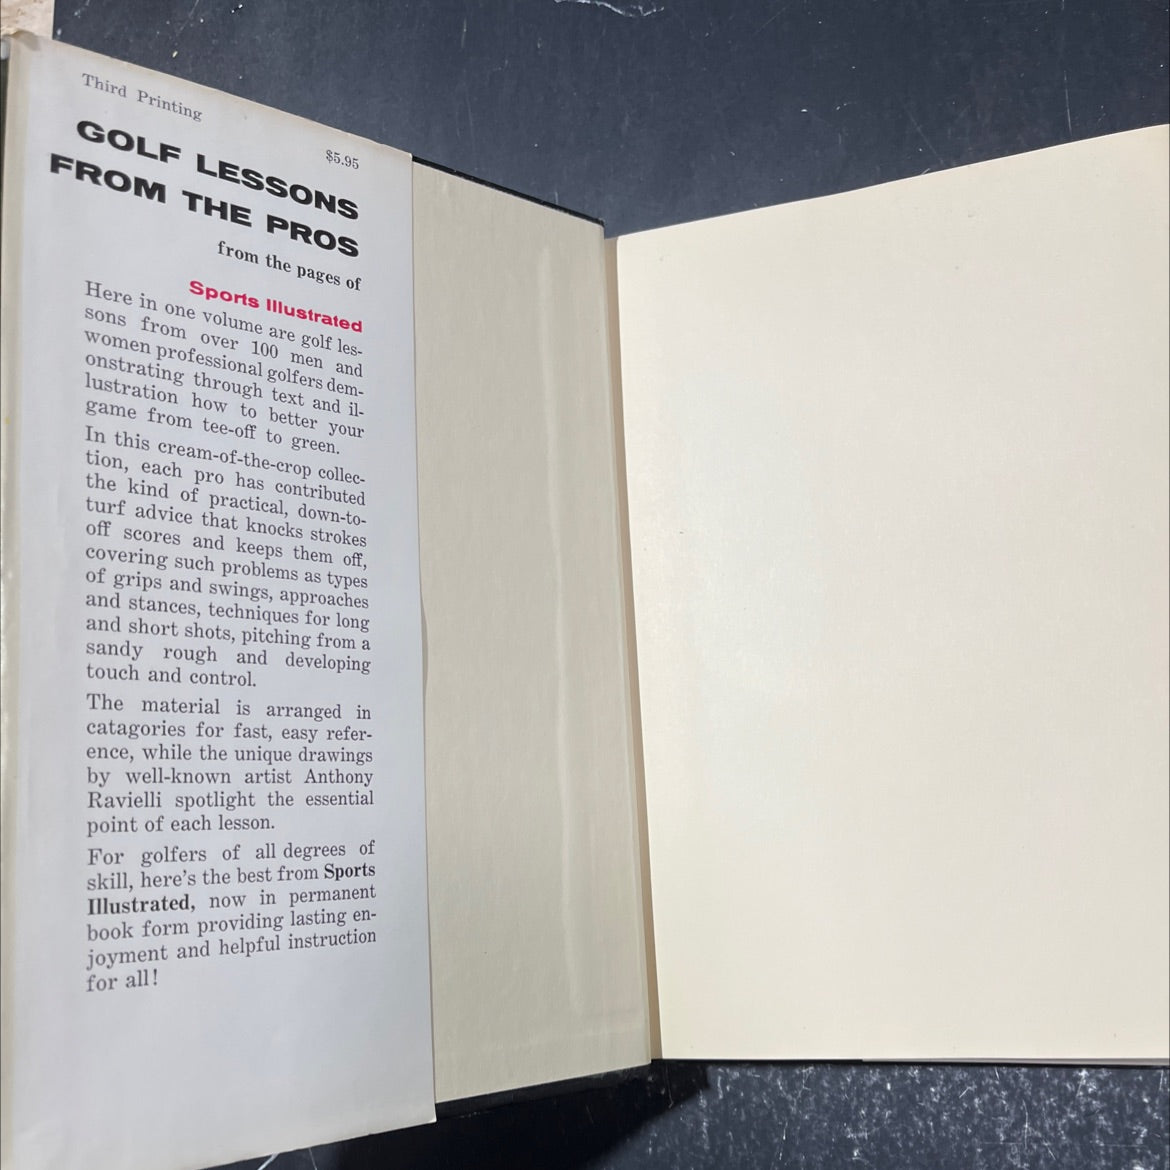 Third Printing
$5.95
GOLF LESSONS
FROM THE PROS
from the pages of
Sports Illustrated
Here in one volume are golf les-
sons from over 100 men and
women professional golfers dem-
onstrating through text and il-
lustration how to better your
game from tee-off to green.
In this cream-of-the-crop collec-
tion, each pro has contributed
the kind of practical, down-to-
turf advice that knocks strokes
off scores and keeps them off,
covering such problems as types
of grips and swings, approaches
and stances, techniques for long
and short shots, pitching from a
sandy rough and developing
touch and control.
The material is arranged in
catagories for fast, easy refer-
ence, while the unique drawings
by well-known artist Anthony
Ravielli spotlight the essential
point of each lesson.
For golfers of all degrees of
skill, here's the best from Sports
Illustrated, now in permanent
book form providing lasting en-
joyment and helpful instruction
for all!